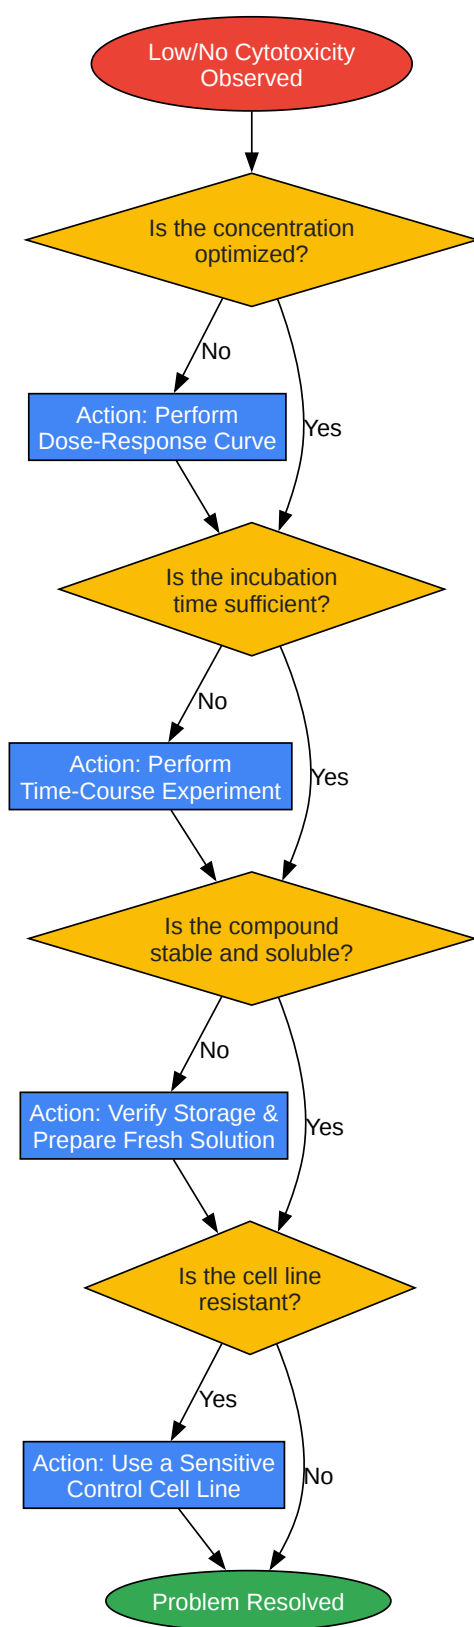 Low/No Cytotoxicity
Observed
Is the concentration
optimized?
No
Action: Perform
Dose-Response Curve
Yes
Is the incubation
time sufficient?
No
Action: Perform
Time-Course Experiment
Yes
Is the compound
stable and soluble?
No
Action: Verify Storage &
Prepare Fresh Solution
Yes
Is the cell line
resistant?
Yes
Action: Use a Sensitive
Control Cell Line
No
Problem Resolved